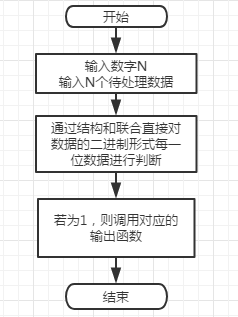 开始
输入数字N
输入N个待处理数据
通过结构和联合直接对
数据的二进制形式每一
位数据进行判断
若为1，则调用对应的
输出函数
结束